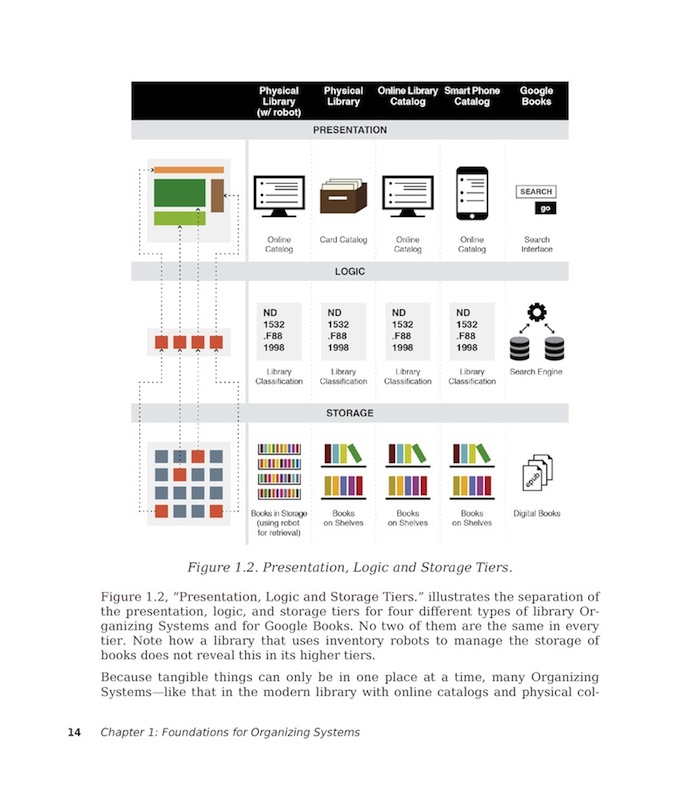 Physical Library (w/ robot)
Physical Library
Online Library Catalog
Smart Phone Catalog
Google Books
PRESENTATION
Online Catalog
Card Catalog
Online Catalog
Online Catalog
SEARCH
go
Search Interface
LOGIC
ND 1532 .F88 1998
ND 1532 .F88 1998
ND 1532 .F88 1998
ND 1532 .F88 1998
Library Classification
Library Classification
Library Classification
Library Classification
Search Engine
STORAGE
epub
Books in Storage (using robot for retrieval)
Books on Shelves
Books on Shelves
Books on Shelves
Digital Books
Figure 1.2. Presentation, Logic and Storage Tiers.
Figure 1.2, “Presentation, Logic and Storage Tiers.” illustrates the separation of
the presentation, logic, and storage tiers for four different types of library Or-
ganizing Systems and for Google Books. No two of them are the same in every
tier. Note how a library that uses inventory robots to manage the storage of
books does not reveal this in its higher tiers.
Because tangible things can only be in one place at a time, many Organizing
Systems—like that in the modern library with online catalogs and physical col-
14 Chapter 1: Foundations for Organizing Systems